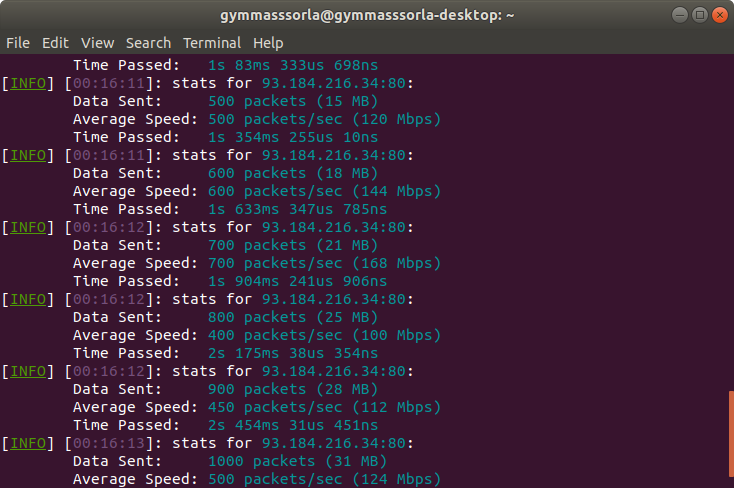 gymmasssorla@gymmasssorla-desktop: ~
File Edit View Search Terminal Help
Time Passed: 1s 83ms 333us 698ns
[INFO] [00:16:11]: stats for 93.184.216.34:80:
Data Sent: 500 packets (15 MB)
Average Speed: 500 packets/sec (120 Mbps)
Time Passed: 1s 354ms 255us 10ns
[INFO] [00:16:11]: stats for 93.184.216.34:80:
Data Sent: 600 packets (18 MB)
Average Speed: 600 packets/sec (144 Mbps)
Time Passed: 1s 633ms 347us 785ns
[INFO] [00:16:12]: stats for 93.184.216.34:80:
Data Sent: 700 packets (21 MB)
Average Speed: 700 packets/sec (168 Mbps)
Time Passed: 1s 904ms 241us 906ns
[INFO] [00:16:12]: stats for 93.184.216.34:80:
Data Sent: 800 packets (25 MB)
Average Speed: 400 packets/sec (100 Mbps)
Time Passed: 2s 175ms 38us 354ns
[INFO] [00:16:12]: stats for 93.184.216.34:80:
Data Sent: 900 packets (28 MB)
Average Speed: 450 packets/sec (112 Mbps)
Time Passed: 2s 454ms 31us 451ns
[INFO] [00:16:13]: stats for 93.184.216.34:80:
Data Sent: 1000 packets (31 MB)
Average Speed: 500 packets/sec (124 Mbps)